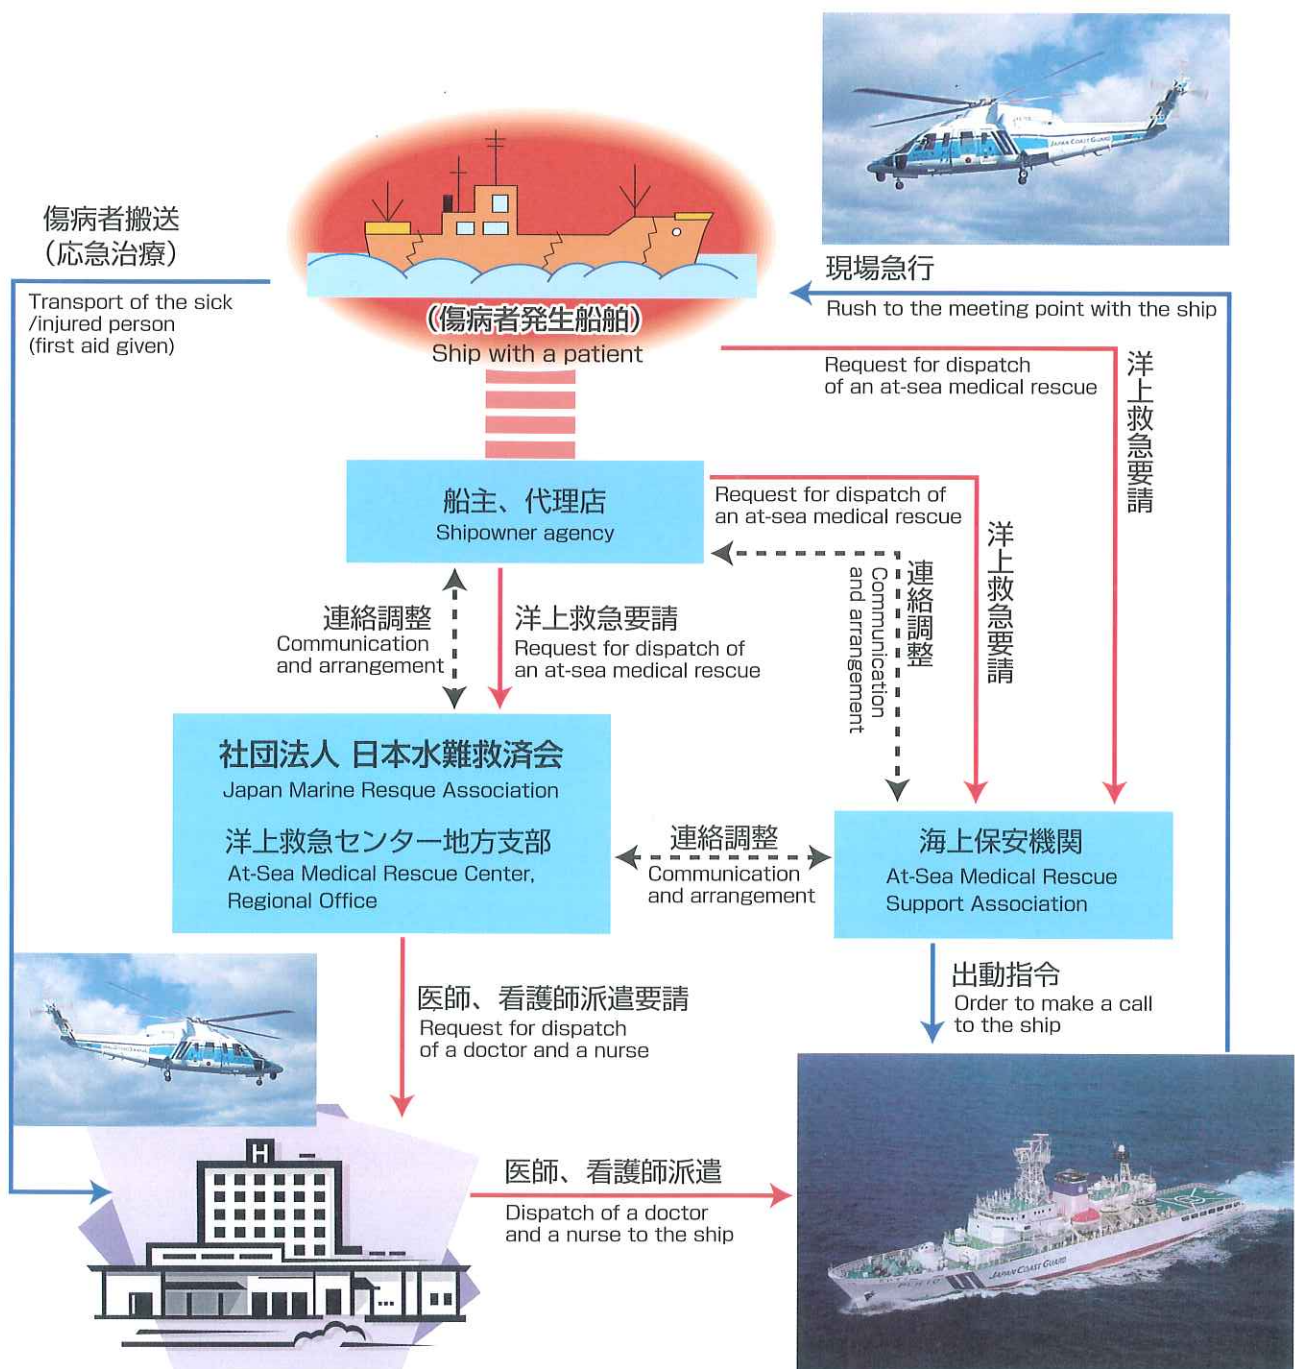 JAPAN COAST GUARD
傷病者搬送
(応急治療)
Transport of the sick
/injured person
(first aid given)
現場急行
Rush to the meeting point with the ship
(傷病者発生船舶)
Ship with a patient
Request for dispatch
of an at-sea medical rescue
洋上救急要請
船主、代理店
Shipowner agency
Request for dispatch of
an at-sea medical rescue
洋上救急要請
連絡調整
Communication
and arrangement
連絡調整
Communication
and arrangement
洋上救急要請
Request for dispatch of
an at-sea medical rescue
社団法人 日本水難救済会
Japan Marine Resque Association
洋上救急センター地方支部
At-Sea Medical Rescue Center,
Regional Office
連絡調整
Communication
and arrangement
海上保安機関
At-Sea Medical Rescue
Support Association
医師、看護師派遣要請
Request for dispatch
of a doctor and a nurse
出動指令
Order to make a call
to the ship
H
医師、看護師派遣
Dispatch of a doctor
and a nurse to the ship
JAPAN COAST GUARD